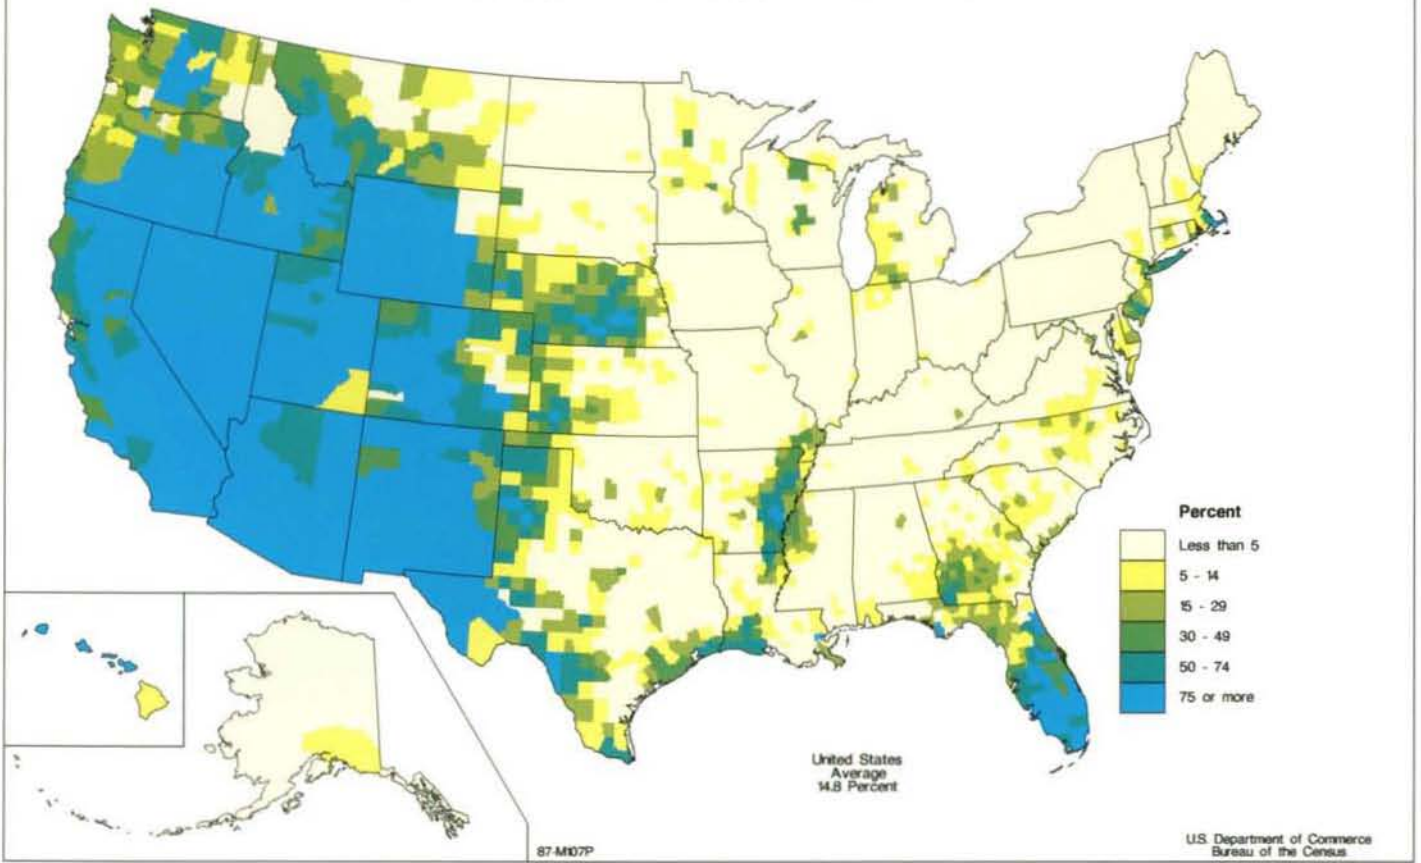 Percent
Less than 5
5 - 14
15 - 29
30 - 49
50 - 74
75 or more
United States
Average
14.8 Percent
87-M107P
U.S. Department of Commerce
Bureau of the Census